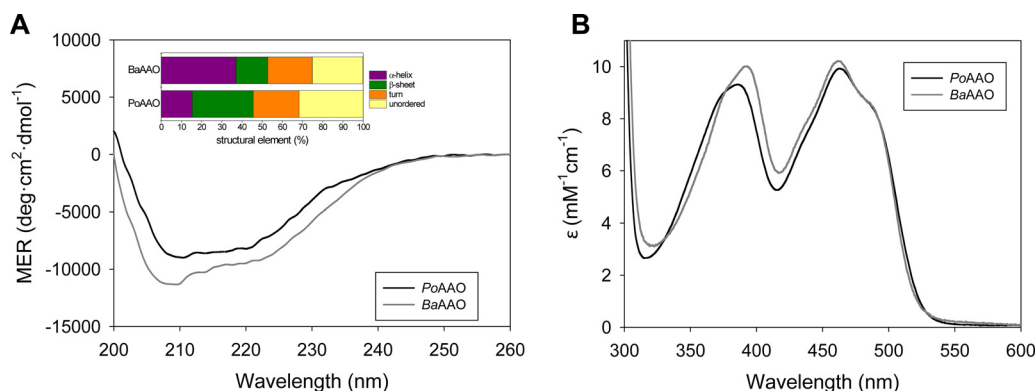 A
MER (deg·cm²·dmol⁻¹)
10000
5000
0
-5000
-10000
-15000
200 210 220 230 240 250 260
Wavelength (nm)
BaAAO
PoAAO
0 10 20 30 40 50 60 70 80 90 100
structural element (%)
α-helix
β-sheet
turn
unordered
PoAAO
BaAAO
B
ε (mM⁻¹cm⁻¹)
10
8
6
4
2
0
300 350 400 450 500 550 600
Wavelength (nm)
PoAAO
BaAAO